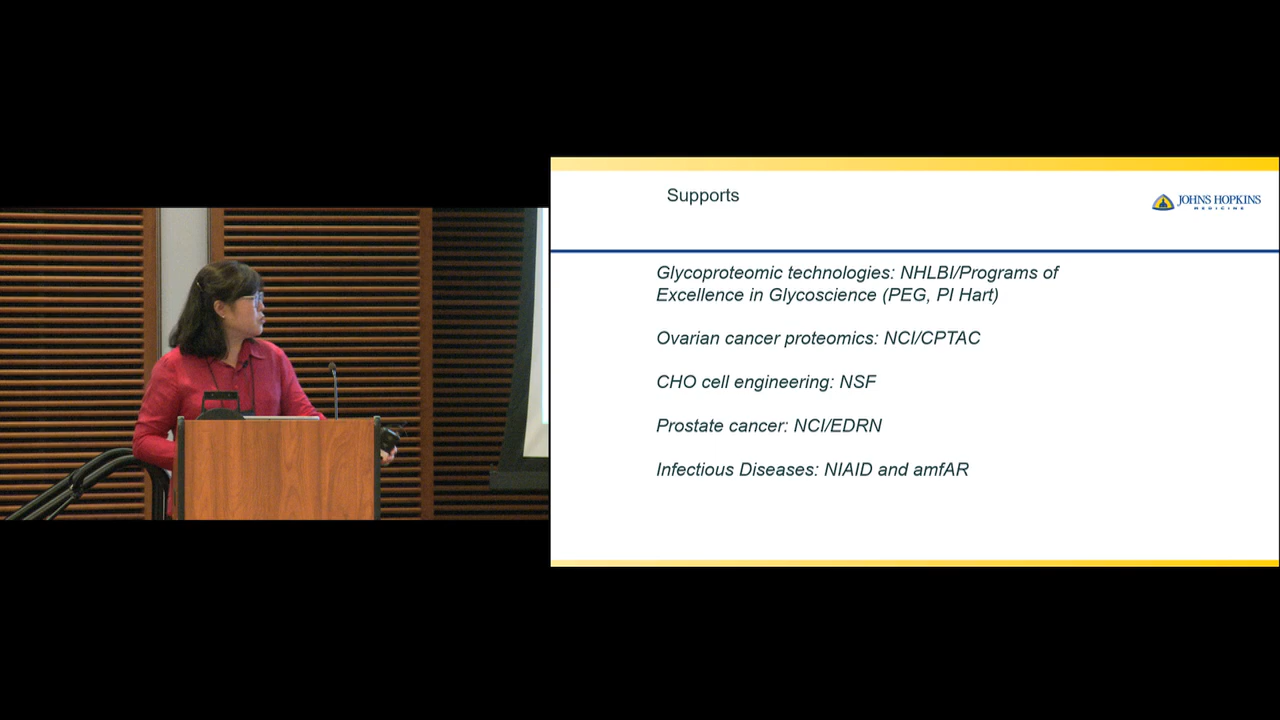 Supports
JOHNS HOPKINS
MEDICINE
Glycoproteomic technologies: NHLBI/Programs of
Excellence in Glycoscience (PEG, PI Hart)
Ovarian cancer proteomics: NCI/CPTAC
CHO cell engineering: NSF
Prostate cancer: NCI/EDRN
Infectious Diseases: NIAID and amfAR